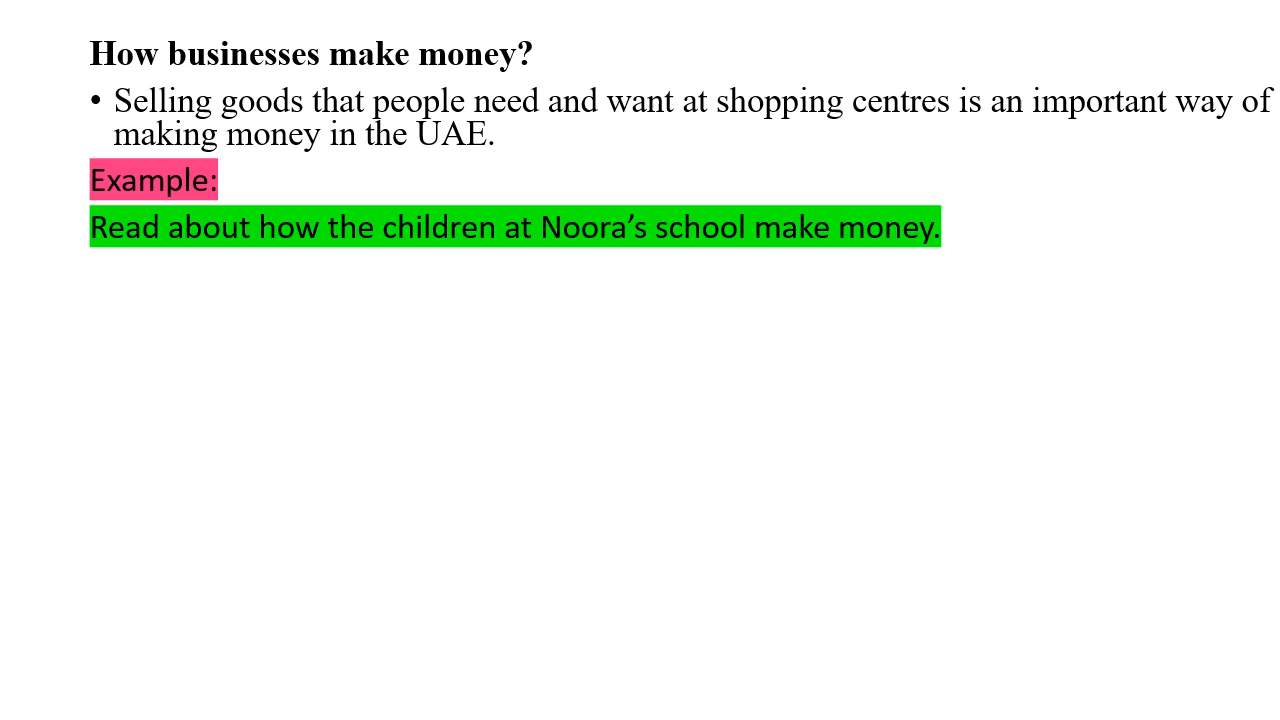 How businesses make money?
• Selling goods that people need and want at shopping centres is an important way of
making money in the UAE.
Example:
Read about how the children at Noora’s school make money.